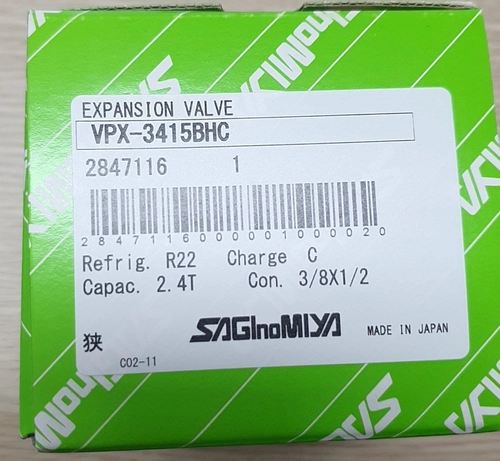 EXPANSION VALVE
VPX-3415BHC
2847116 1
2847116000001000020
Refrig. R22 Charge C
Capac. 2.4T Con. 3/8X1/2
狭
SAGInoMIYA
MADE IN JAPAN
C02-11